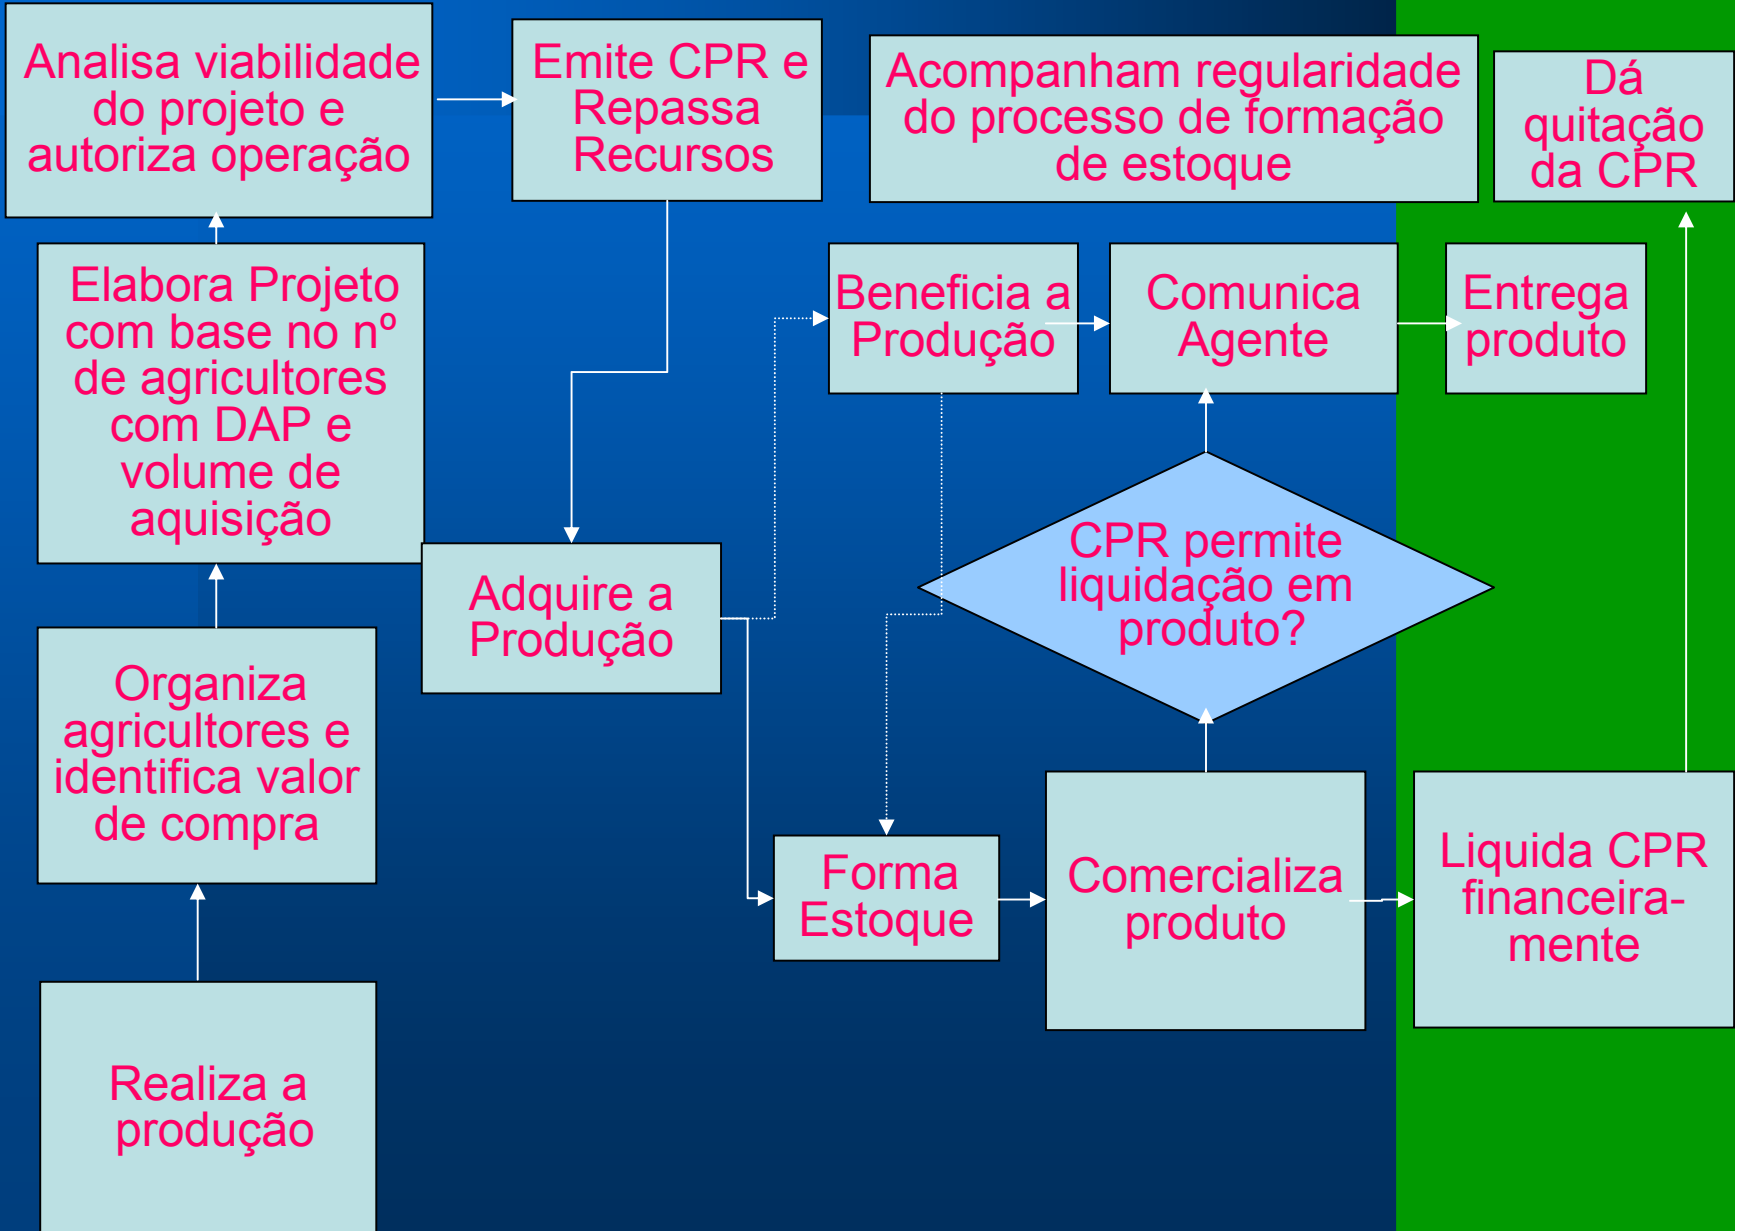 Analisa viabilidade
do projeto e
autoriza operação
Emite CPR e
Repassa
Recursos
Acompanham regularidade
do processo de formação
de estoque
Dá
quitação
da CPR
Elabora Projeto
com base no nº
de agricultores
com DAP e
volume de
aquisição
Beneficia a
Produção
Comunica
Agente
Entrega
produto
Adquire a
Produção
CPR permite
liquidação em
produto?
Organiza
agricultores e
identifica valor
de compra
Forma
Estoque
Comercializa
produto
Liquida CPR
financeira-
mente
Realiza a
produção